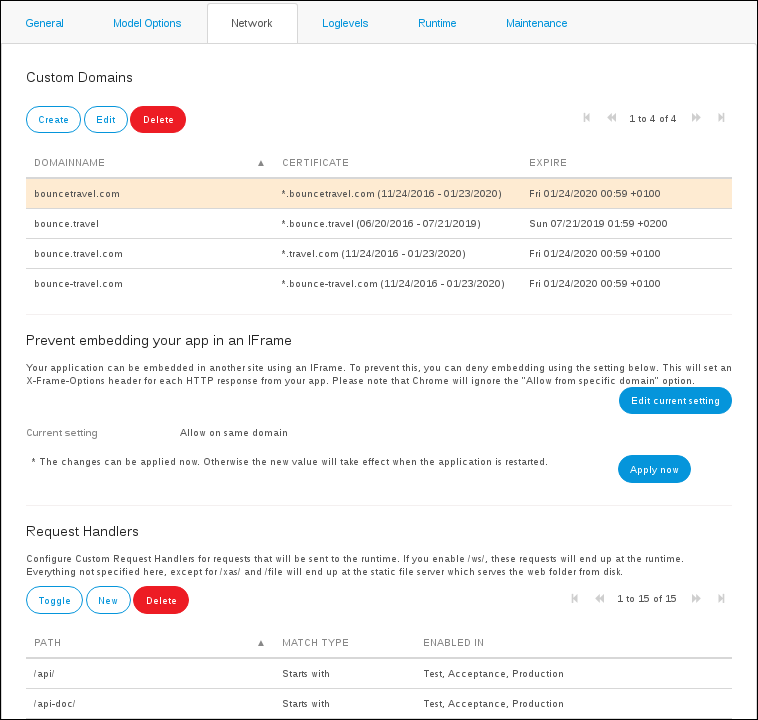 General Model Options Network Loglevels Runtime Maintenance
Custom Domains
Create Edit Delete 1 to 4 of 4
DOMAINNAME ▲ CERTIFICATE EXPIRE
bouncetravel.com *.bouncetravel.com (11/24/2016 - 01/23/2020) Fri 01/24/2020 00:59 +0100
bounce.travel *.bounce.travel (06/20/2016 - 07/21/2019) Sun 07/21/2019 01:59 +0200
bounce.travel.com *.travel.com (11/24/2016 - 01/23/2020) Fri 01/24/2020 00:59 +0100
bounce-travel.com *.bounce-travel.com (11/24/2016 - 01/23/2020) Fri 01/24/2020 00:59 +0100
Prevent embedding your app in an IFrame
Your application can be embedded in another site using an IFrame. To prevent this, you can deny embedding using the setting below. This will set an
X-Frame-Options header for each HTTP response from your app. Please note that Chrome will ignore the "Allow from specific domain" option.
Edit current setting
Current setting Allow on same domain
* The changes can be applied now. Otherwise the new value will take effect when the application is restarted.
Apply now
Request Handlers
Configure Custom Request Handlers for requests that will be sent to the runtime. If you enable /ws/, these requests will end up at the runtime.
Everything not specified here, except for /xas/ and /file will end up at the static file server which serves the web folder from disk.
Toggle New Delete 1 to 15 of 15
PATH ▲ MATCH TYPE ENABLED IN
/api/ Starts with Test, Acceptance, Production
/api-doc/ Starts with Test, Acceptance, Production